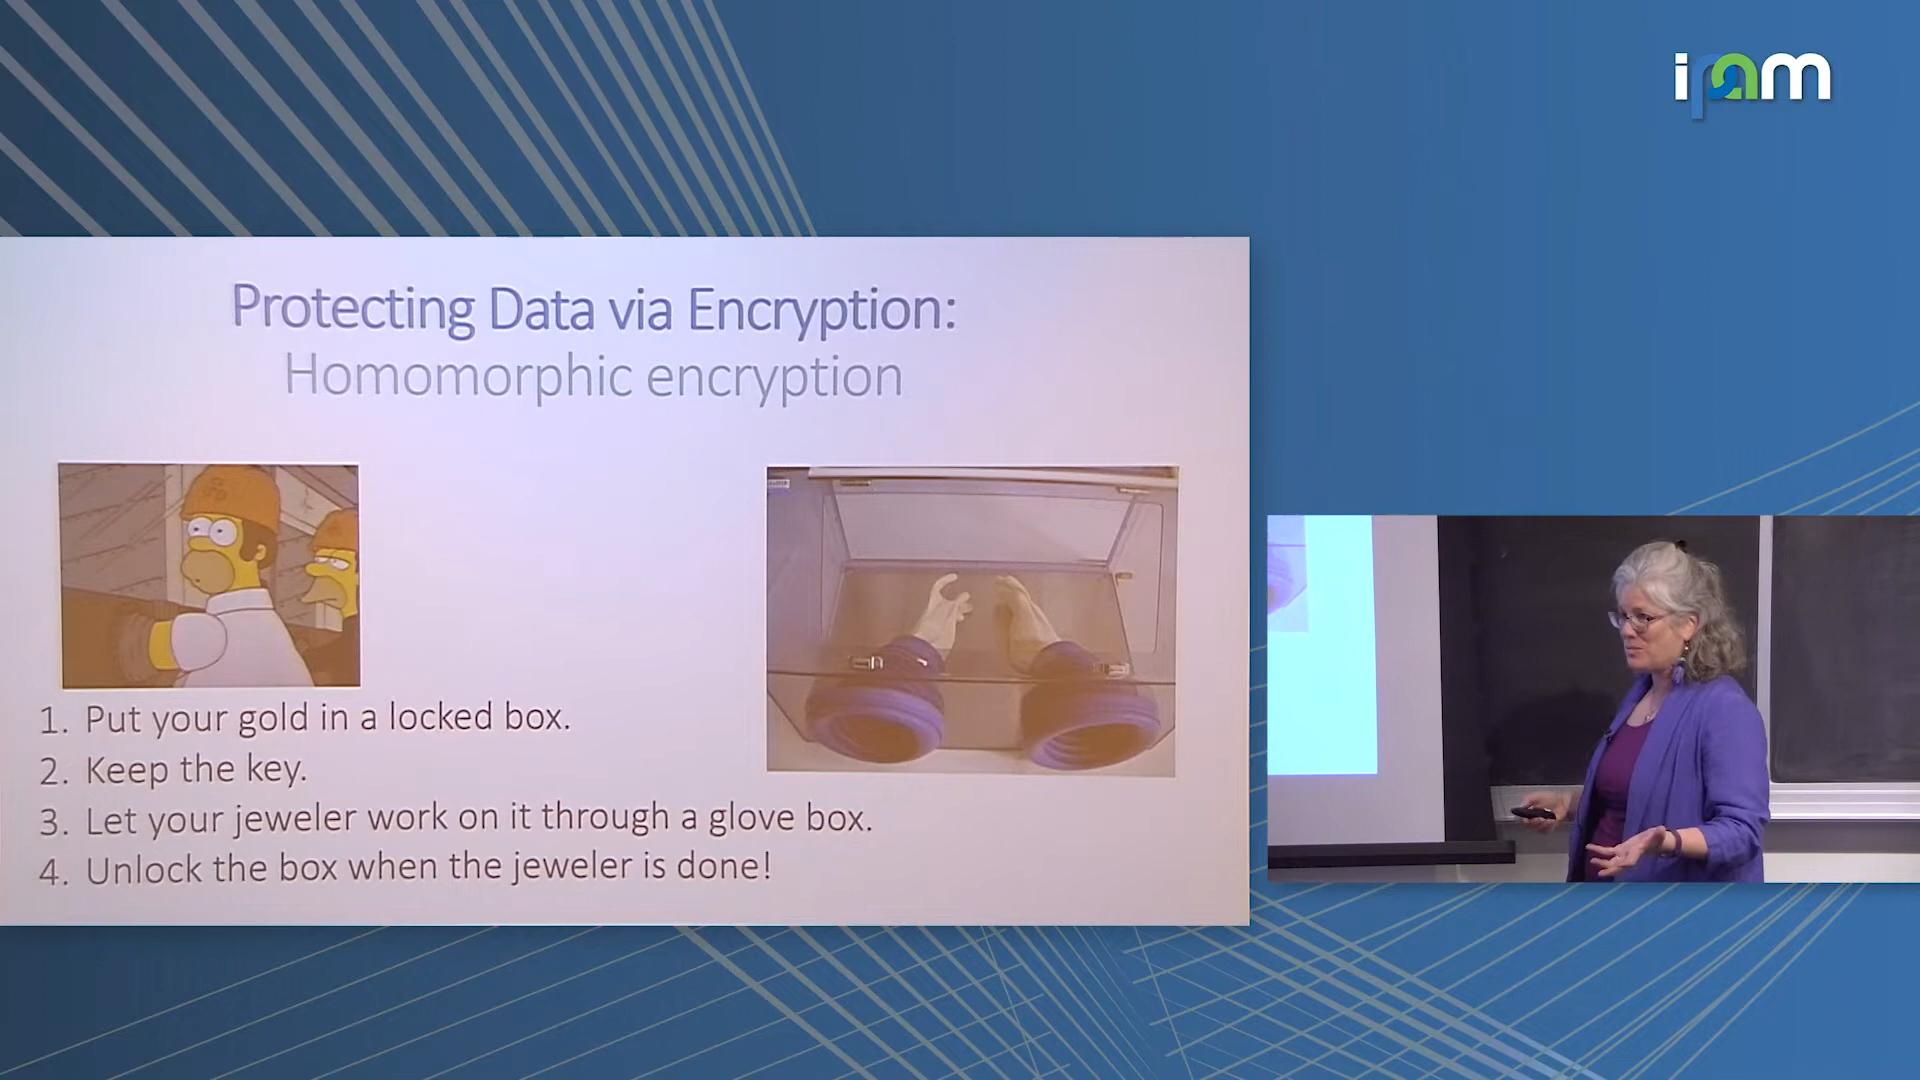 ipam
Protecting Data via Encryption:
Homomorphic encryption
1. Put your gold in a locked box.
2. Keep the key.
3. Let your jeweler work on it through a glove box.
4. Unlock the box when the jeweler is done!